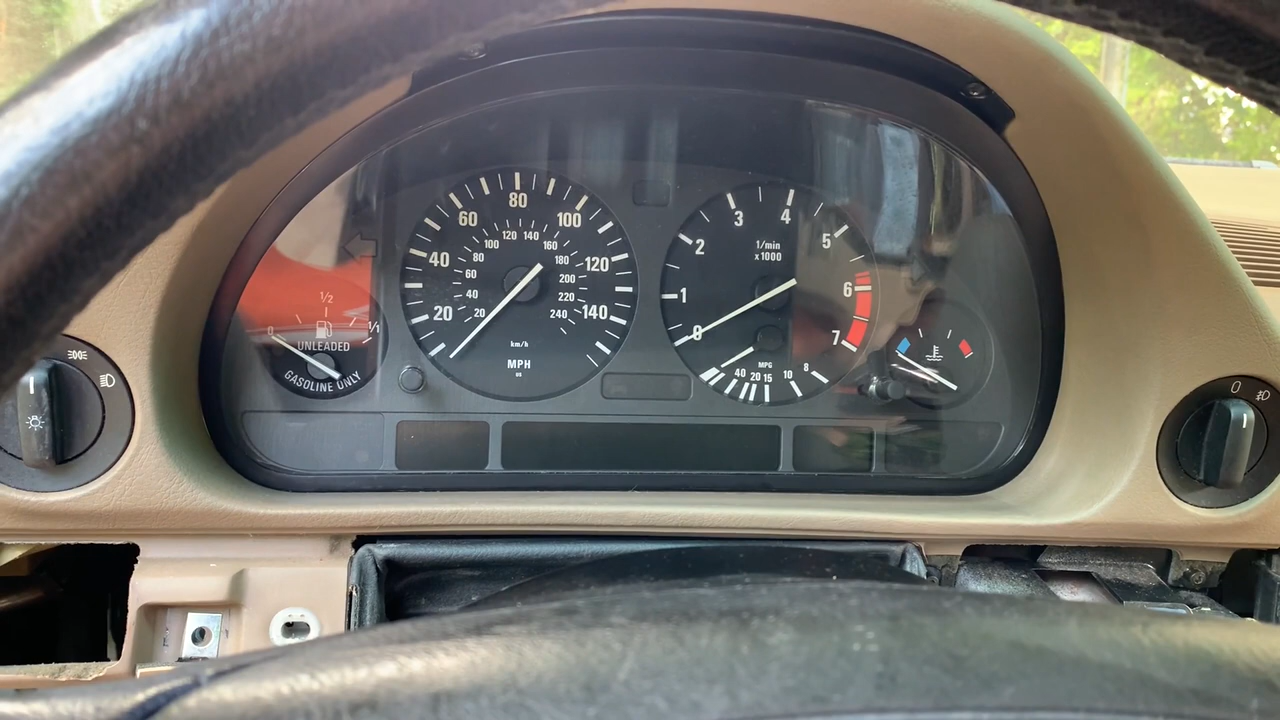 0 1/2 1/1
UNLEADED
GASOLINE ONLY
20 40 60 80 100 120 140
20 40 60 80 100 120 140 160 180 200 220 240
km/h
MPH
0 1 2 3 4 5 6 7
1/min
x1000
MPG
40 20 15 10 8
0
I
I